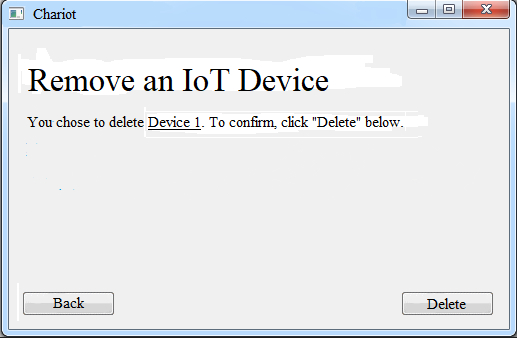 Chariot
Remove an IoT Device
You chose to delete Device 1. To confirm, click "Delete" below.
Back
Delete